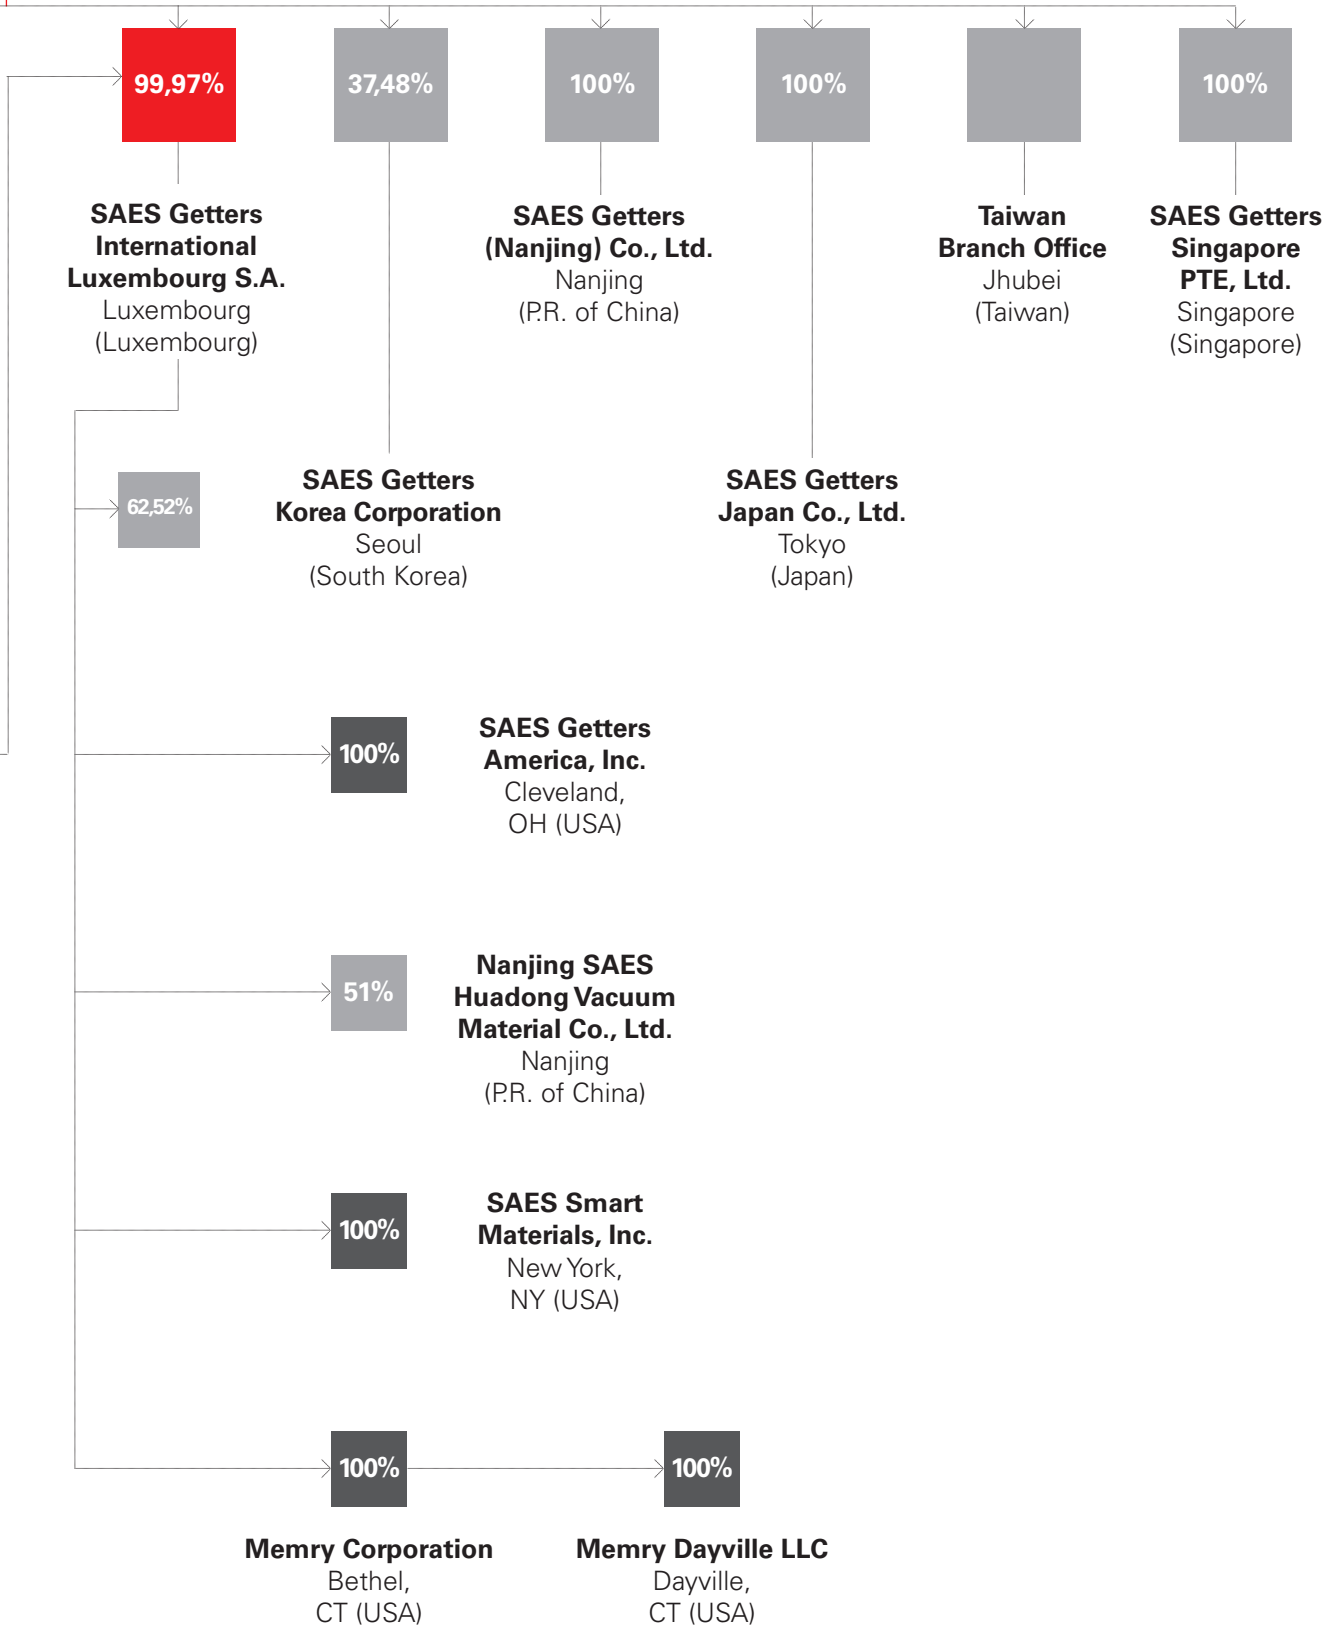 99,97%
37,48%
100%
100%
100%
SAES Getters
International
Luxembourg S.A.
Luxembourg
(Luxembourg)
SAES Getters
(Nanjing) Co., Ltd.
Nanjing
(P.R. of China)
Taiwan
Branch Office
Jhubei
(Taiwan)
SAES Getters
Singapore
PTE, Ltd.
Singapore
(Singapore)
62,52%
SAES Getters
Korea Corporation
Seoul
(South Korea)
SAES Getters
Japan Co., Ltd.
Tokyo
(Japan)
100%
SAES Getters
America, Inc.
Cleveland,
OH (USA)
51%
Nanjing SAES
Huadong Vacuum
Material Co., Ltd.
Nanjing
(P.R. of China)
100%
SAES Smart
Materials, Inc.
New York,
NY (USA)
100%
100%
Memry Corporation
Bethel,
CT (USA)
Memry Dayville LLC
Dayville,
CT (USA)